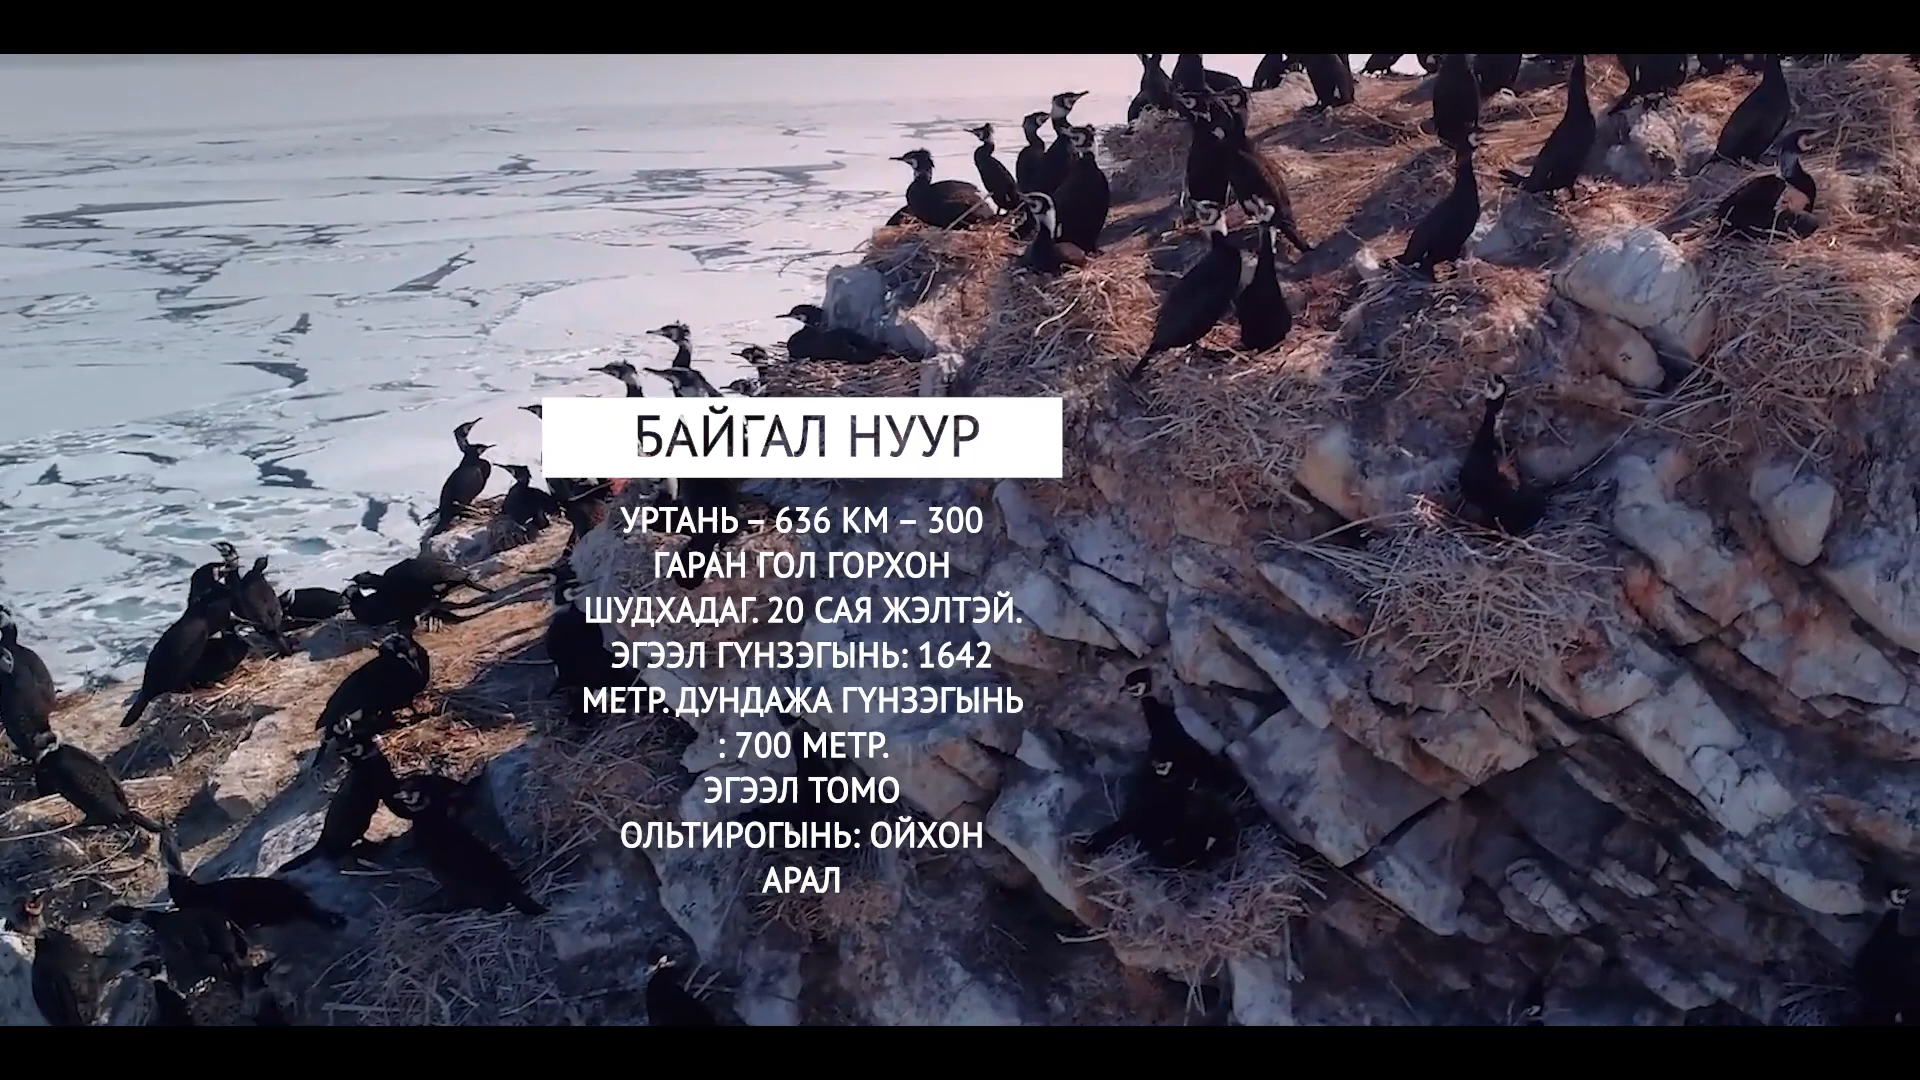 БАЙГАЛ НУУР
УРТАНЬ – 636 КМ – 300
ГАРАН ГОЛ ГОРХОН
ШУДХАДАГ. 20 САЯ ЖЭЛТЭЙ.
ЭГЭЭЛ ГҮНЗЭГЫНЬ: 1642
МЕТР. ДУНДАЖА ГҮНЗЭГЫНЬ
: 700 МЕТР.
ЭГЭЭЛ ТОМО
ОЛЬТИРОГЫНЬ: ОЙХОН
АРАЛ